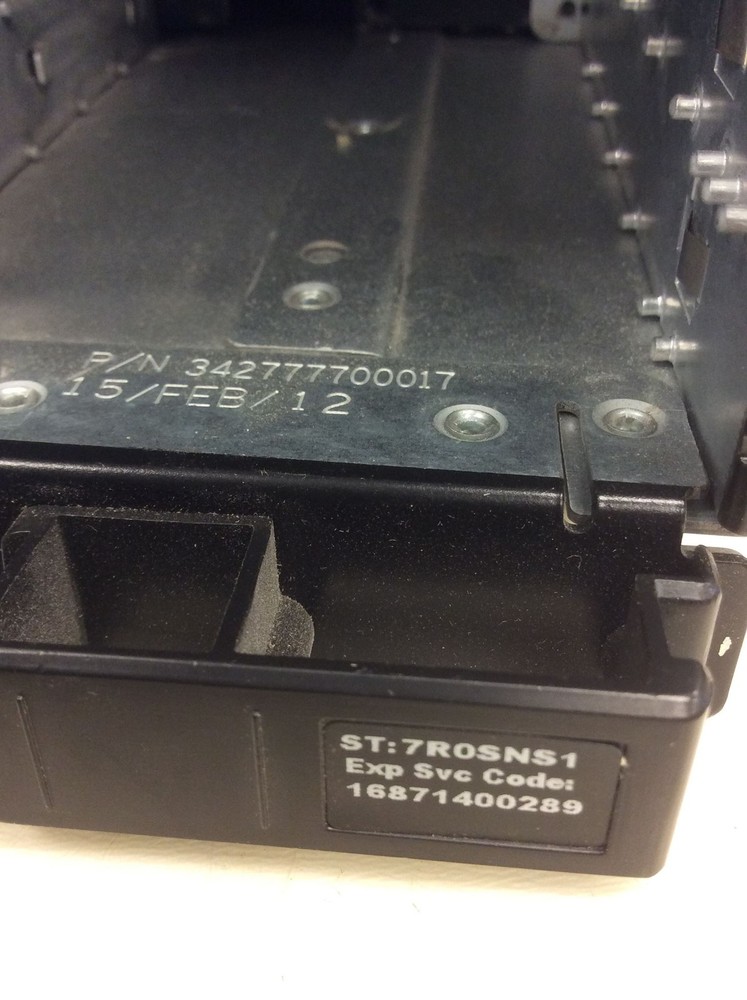 P/N 342777700017
15/FEB/12
ST:7R0SNS1
Exp Svc Code:
16871400289